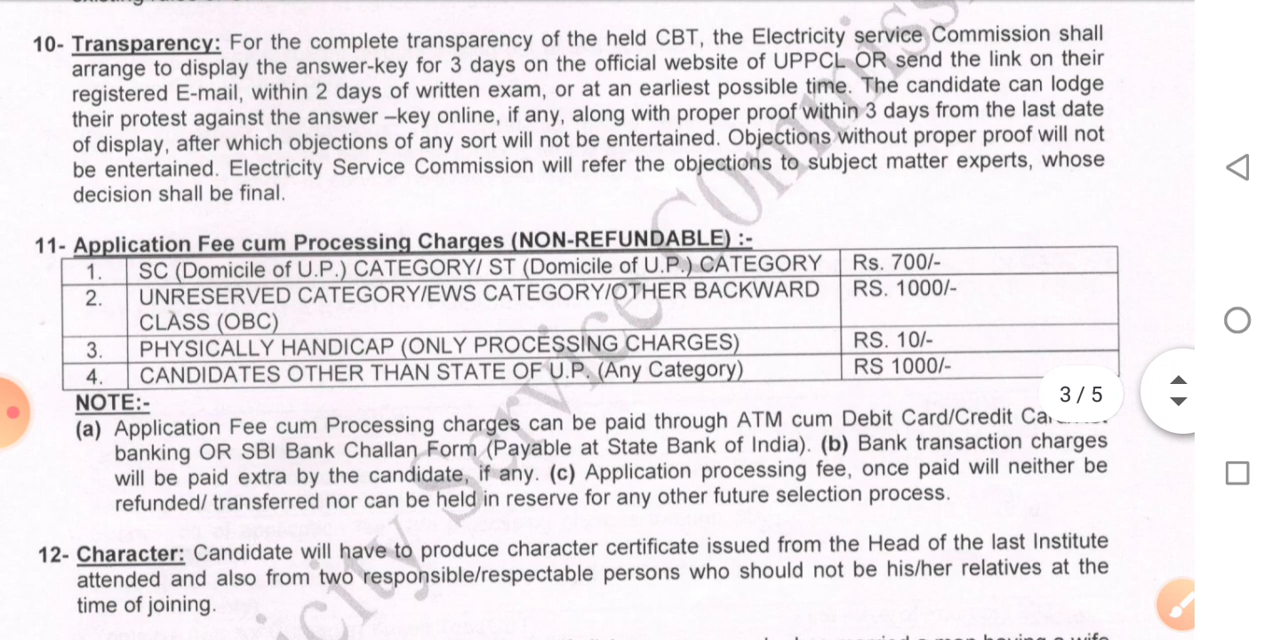 10- Transparency: For the complete transparency of the held CBT, the Electricity service Commission shall
arrange to display the answer-key for 3 days on the official website of UPPCL OR send the link on their
registered E-mail, within 2 days of written exam, or at an earliest possible time. The candidate can lodge
their protest against the answer –key online, if any, along with proper proof within 3 days from the last date
of display, after which objections of any sort will not be entertained. Objections without proper proof will not
be entertained. Electricity Service Commission will refer the objections to subject matter experts, whose
decision shall be final.
11- Application Fee cum Processing Charges (NON-REFUNDABLE) :-
1. SC (Domicile of U.P.) CATEGORY/ ST (Domicile of U.P.) CATEGORY Rs. 700/-
2. UNRESERVED CATEGORY/EWS CATEGORY/OTHER BACKWARD RS. 1000/-
CLASS (OBC)
3. PHYSICALLY HANDICAP (ONLY PROCESSING CHARGES) RS. 10/-
4. CANDIDATES OTHER THAN STATE OF U.P. (Any Category) RS 1000/-
3 / 5
NOTE:-
(a) Application Fee cum Processing charges can be paid through ATM cum Debit Card/Credit
banking OR SBI Bank Challan Form (Payable at State Bank of India). (b) Bank transaction charges
will be paid extra by the candidate, if any. (c) Application processing fee, once paid will neither be
refunded/ transferred nor can be held in reserve for any other future selection process.
12- Character: Candidate will have to produce character certificate issued from the Head of the last Institute
attended and also from two responsible/respectable persons who should not be his/her relatives at the
time of joining.